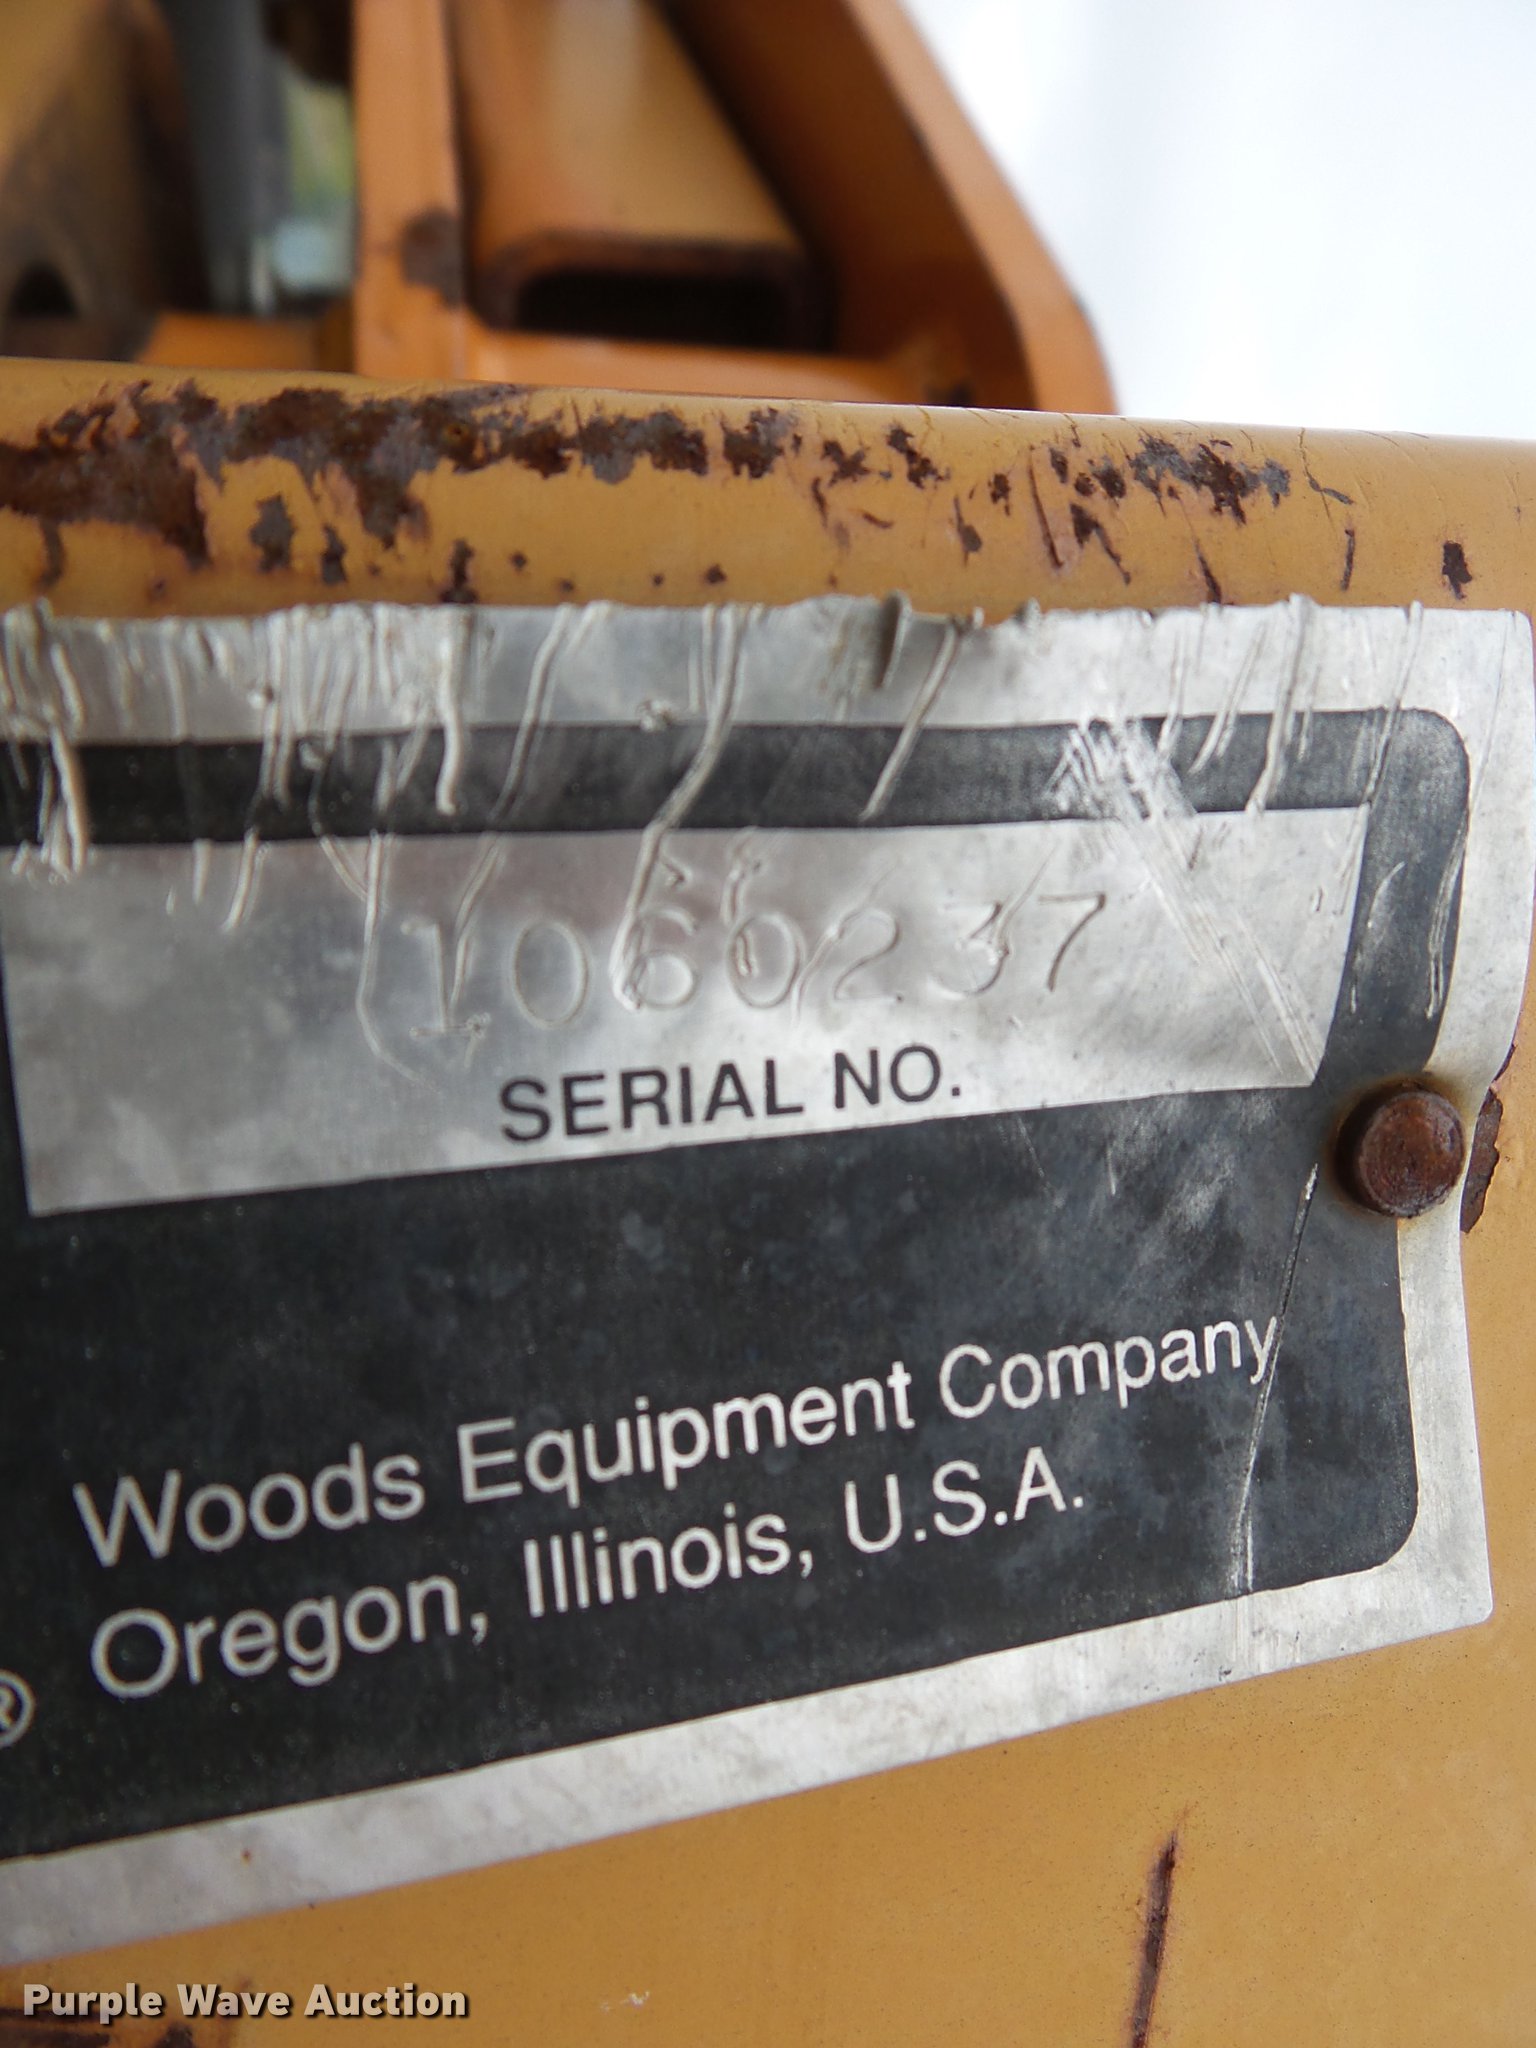 1060237
SERIAL NO.
Woods Equipment Company
Oregon, Illinois, U.S.A.
®
Purple Wave Auction